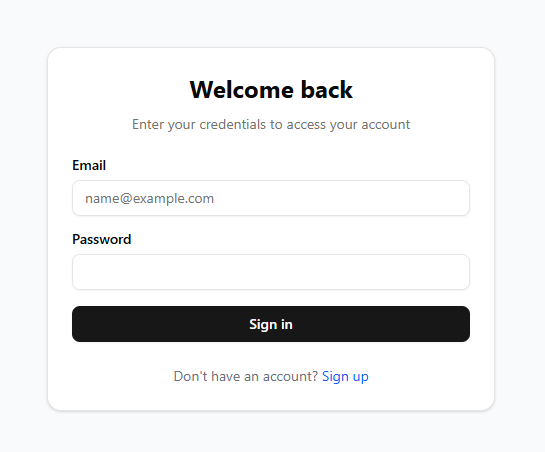 Welcome back
Enter your credentials to access your account
Email
name@example.com
Password
Sign in
Don't have an account? Sign up